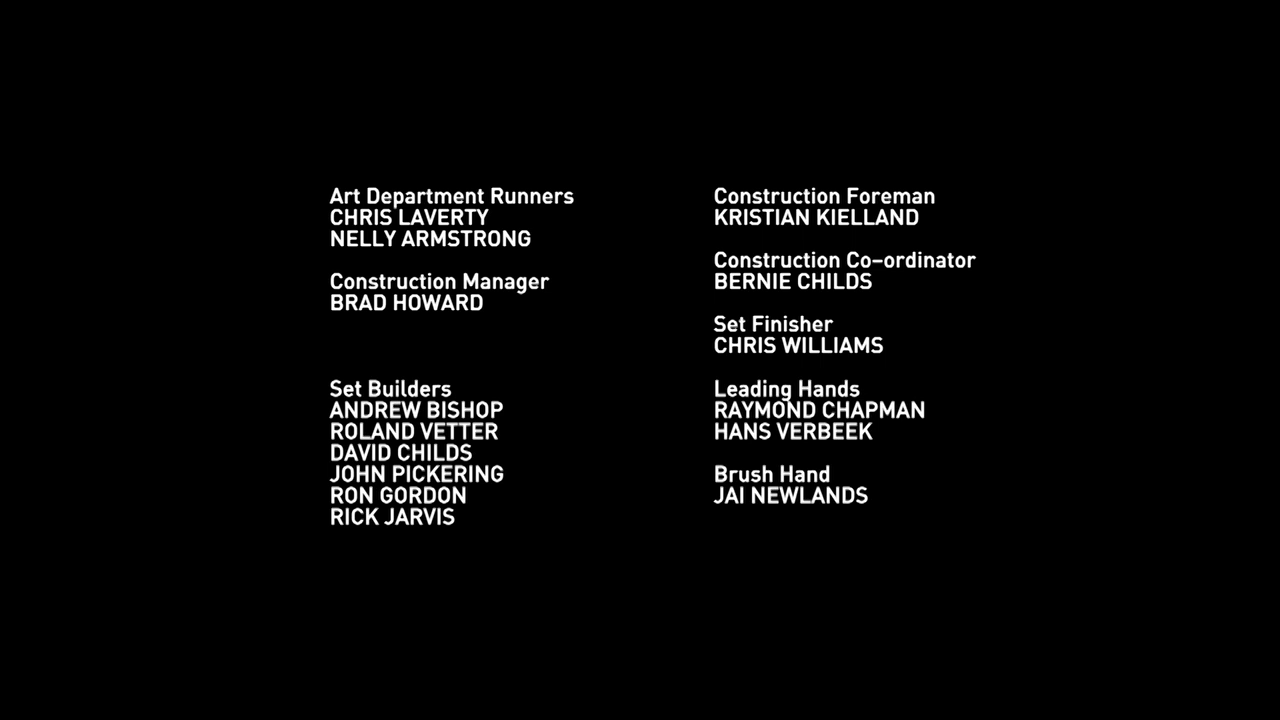 Art Department Runners
CHRIS LAVERTY
NELLY ARMSTRONG
Construction Manager
BRAD HOWARD
Set Builders
ANDREW BISHOP
ROLAND VETTER
DAVID CHILDS
JOHN PICKERING
RON GORDON
RICK JARVIS
Construction Foreman
KRISTIAN KIELLAND
Construction Co–ordinator
BERNIE CHILDS
Set Finisher
CHRIS WILLIAMS
Leading Hands
RAYMOND CHAPMAN
HANS VERBEEK
Brush Hand
JAI NEWLANDS